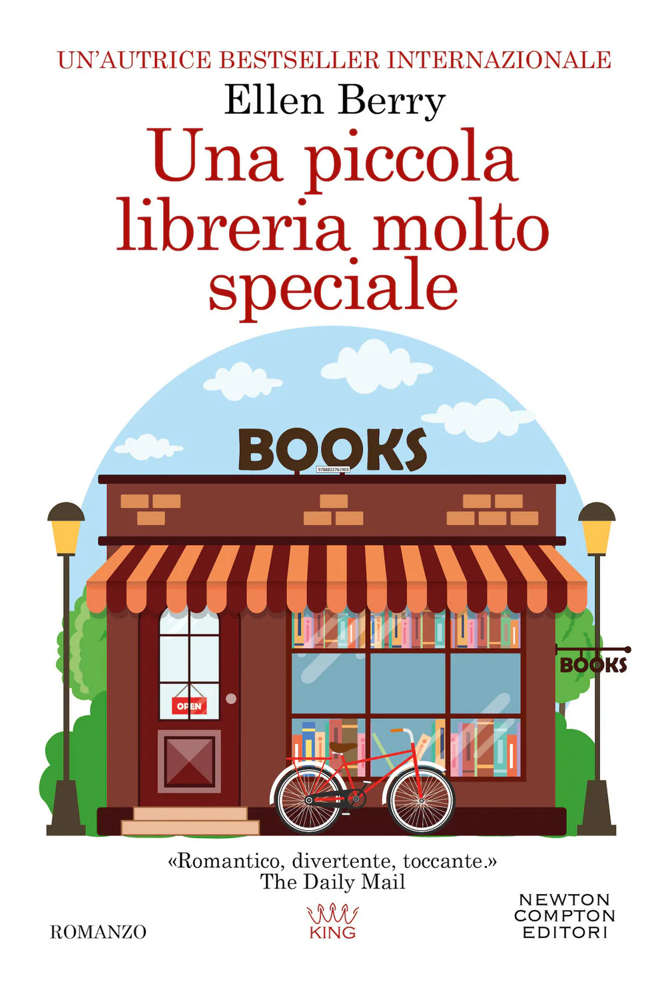 UN'AUTRICE BESTSELLER INTERNAZIONALE
Ellen Berry
Una piccola
libreria molto
speciale
BOOKS
9788822761903
BOOKS
OPEN
«Romantico, divertente, toccante.»
The Daily Mail
ROMANZO
KING
NEWTON
COMPTON
EDITORI